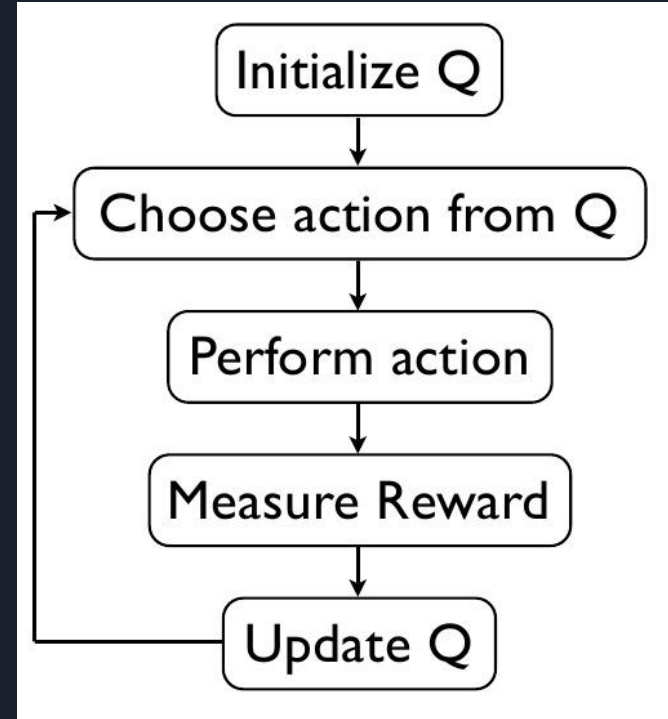 Initialize Q
Choose action from Q
Perform action
Measure Reward
Update Q